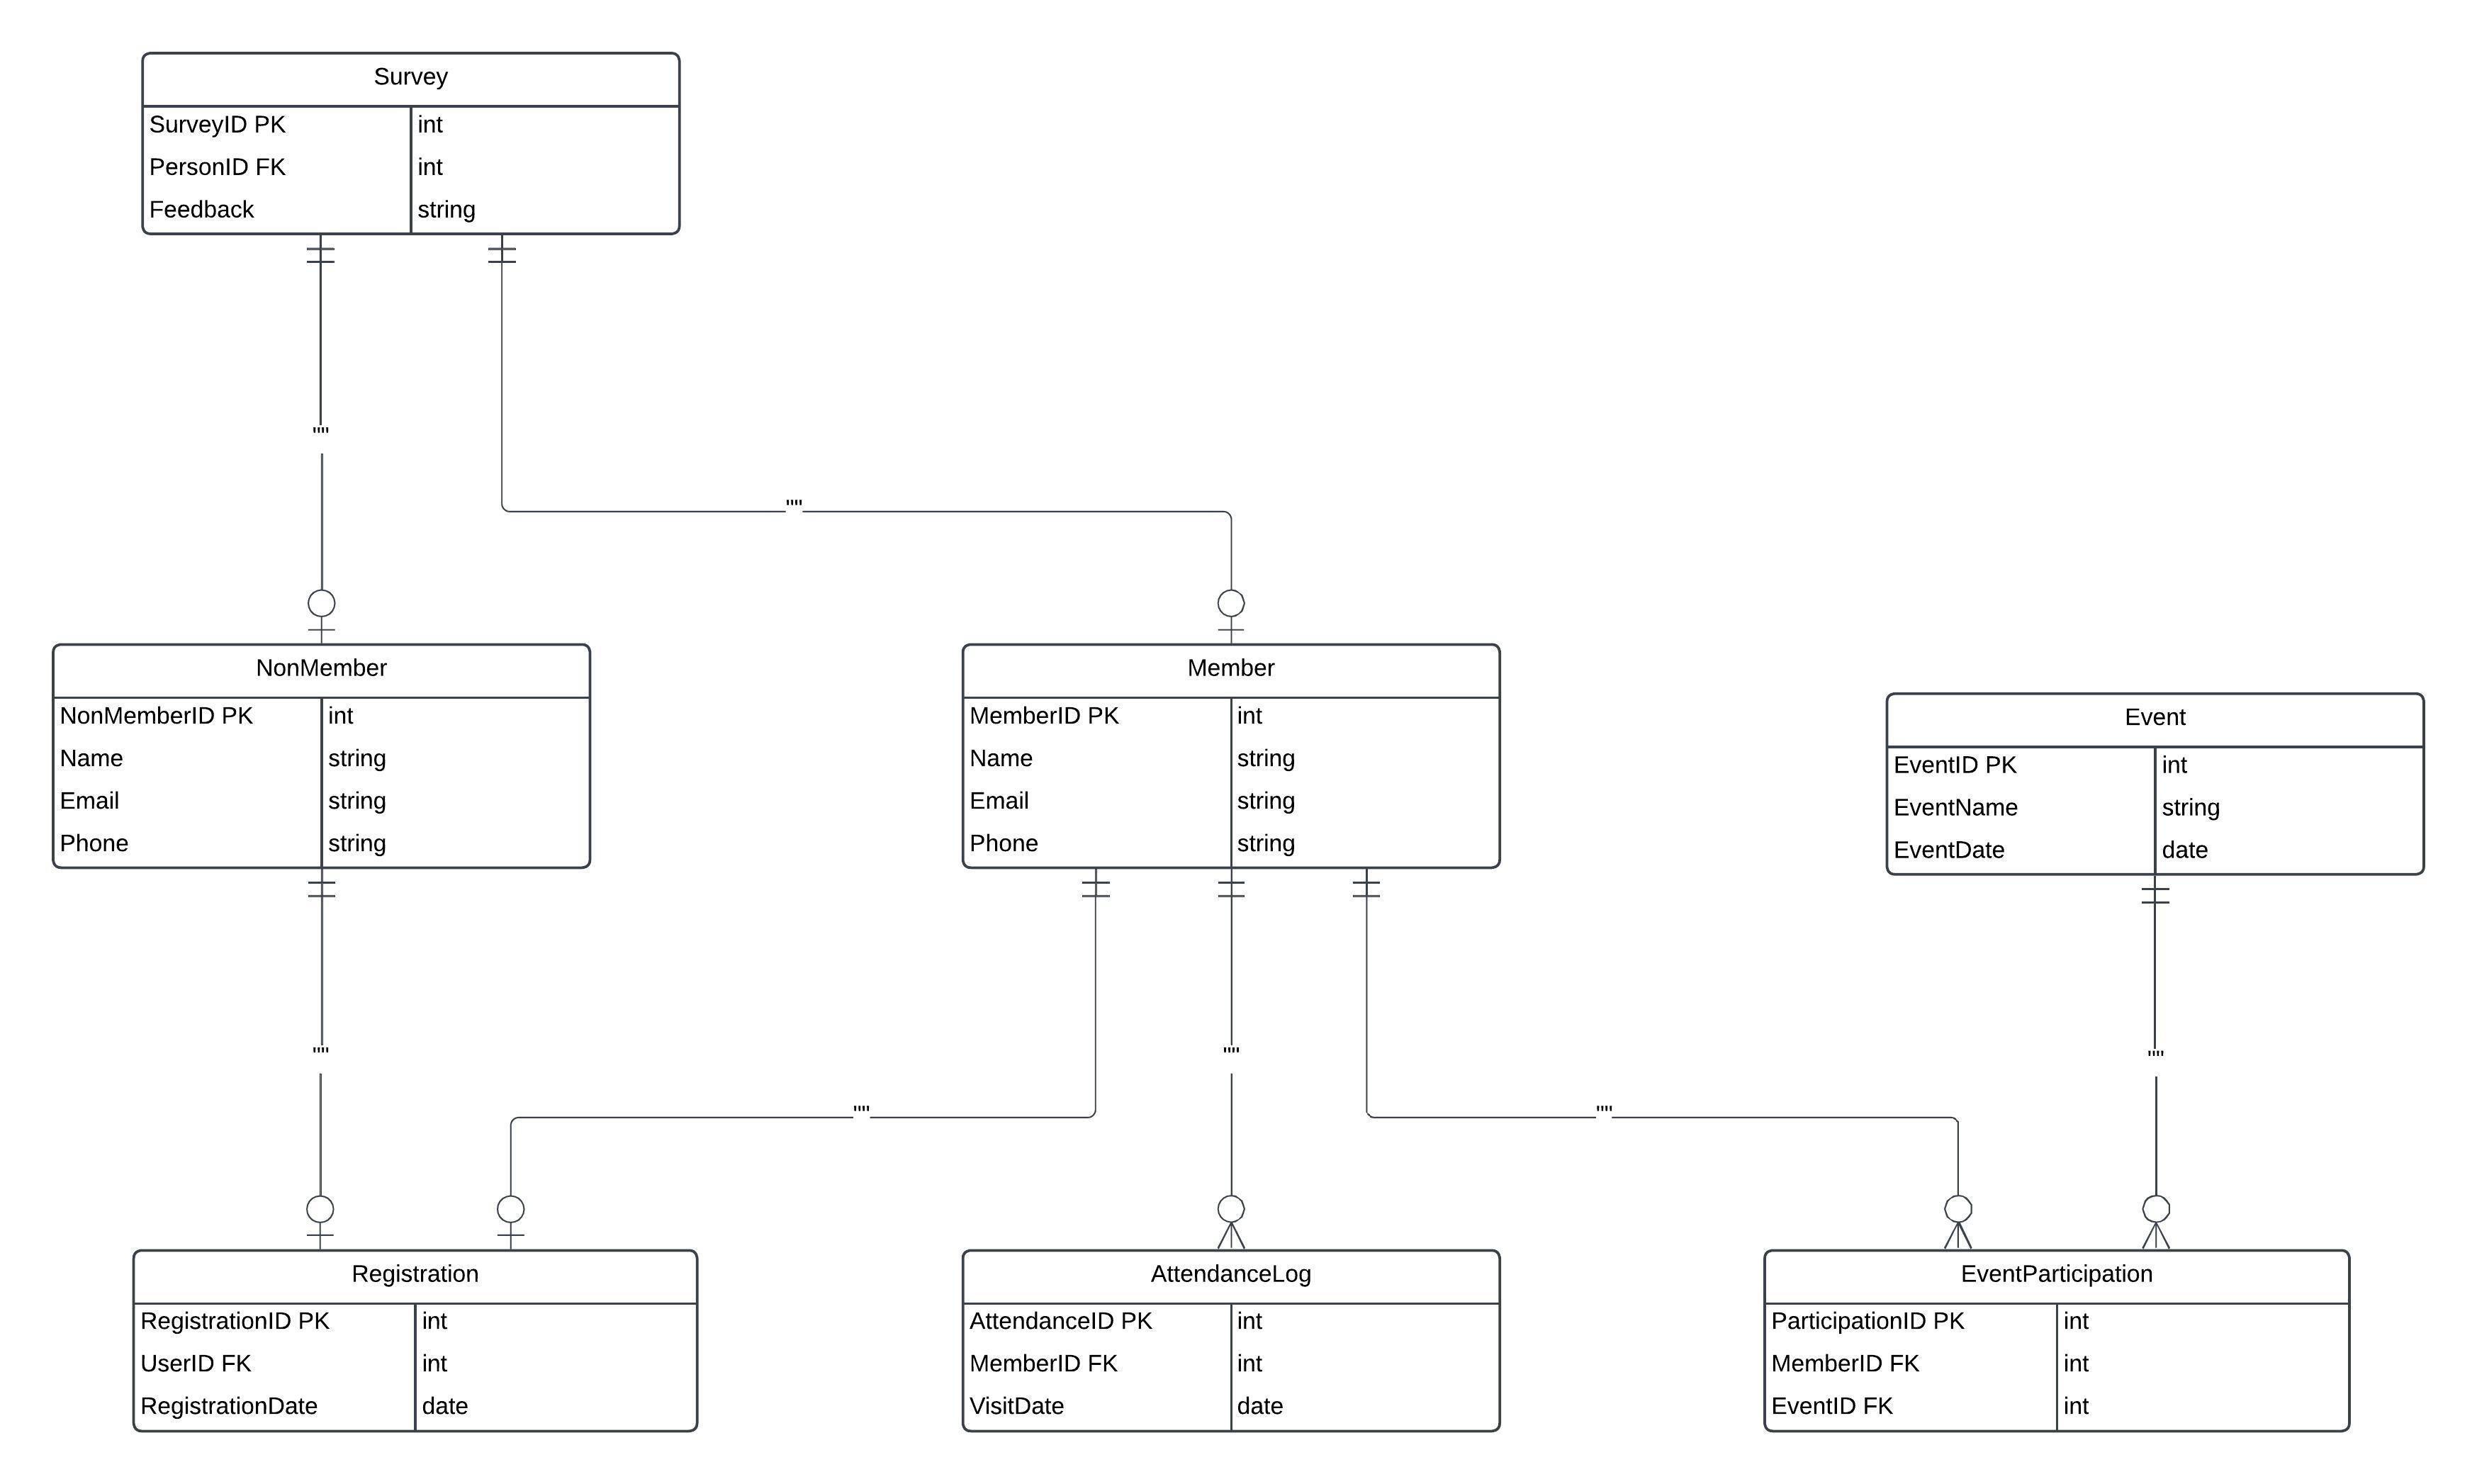 Survey
SurveyID PK int
PersonID FK int
Feedback string
""
""
NonMember
NonMemberID PK int
Name string
Email string
Phone string
Member
MemberID PK int
Name string
Email string
Phone string
Event
EventID PK int
EventName string
EventDate date
""
""
""
""
""
Registration
RegistrationID PK int
UserID FK int
RegistrationDate date
AttendanceLog
AttendanceID PK int
MemberID FK int
VisitDate date
EventParticipation
ParticipationID PK int
MemberID FK int
EventID FK int